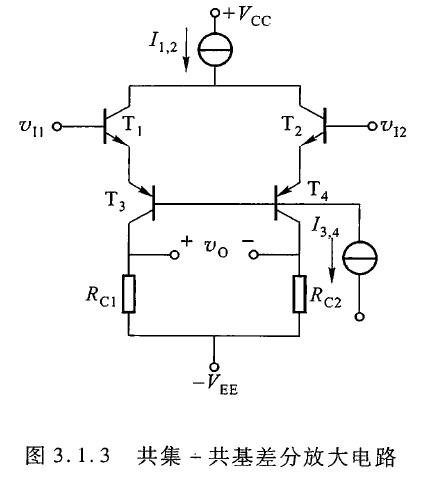 +V_CC
I_1,2
v_I1
T_1
T_2
v_I2
T_3
T_4
I_3,4
+ v_O −
R_C1
R_C2
−V_EE
图 3.1.3 共集-共基差分放大电路